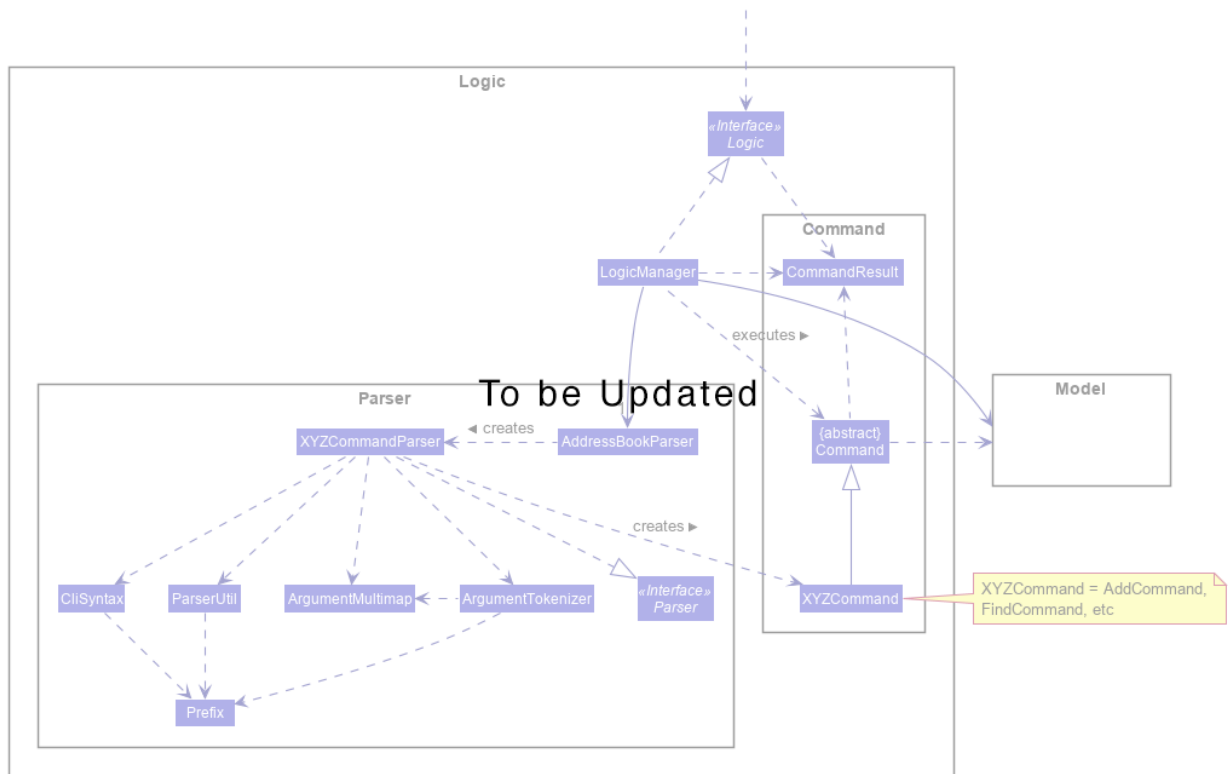 Logic
«Interface»
Logic
Command
LogicManager
CommandResult
executes ►
Parser
To be Updated
Model
XYZCommandParser
◄ creates
AddressBookParser
{abstract}
Command
creates ►
CliSyntax
ParserUtil
ArgumentMultimap
ArgumentTokenizer
«Interface»
Parser
XYZCommand
XYZCommand = AddCommand,
FindCommand, etc
Prefix